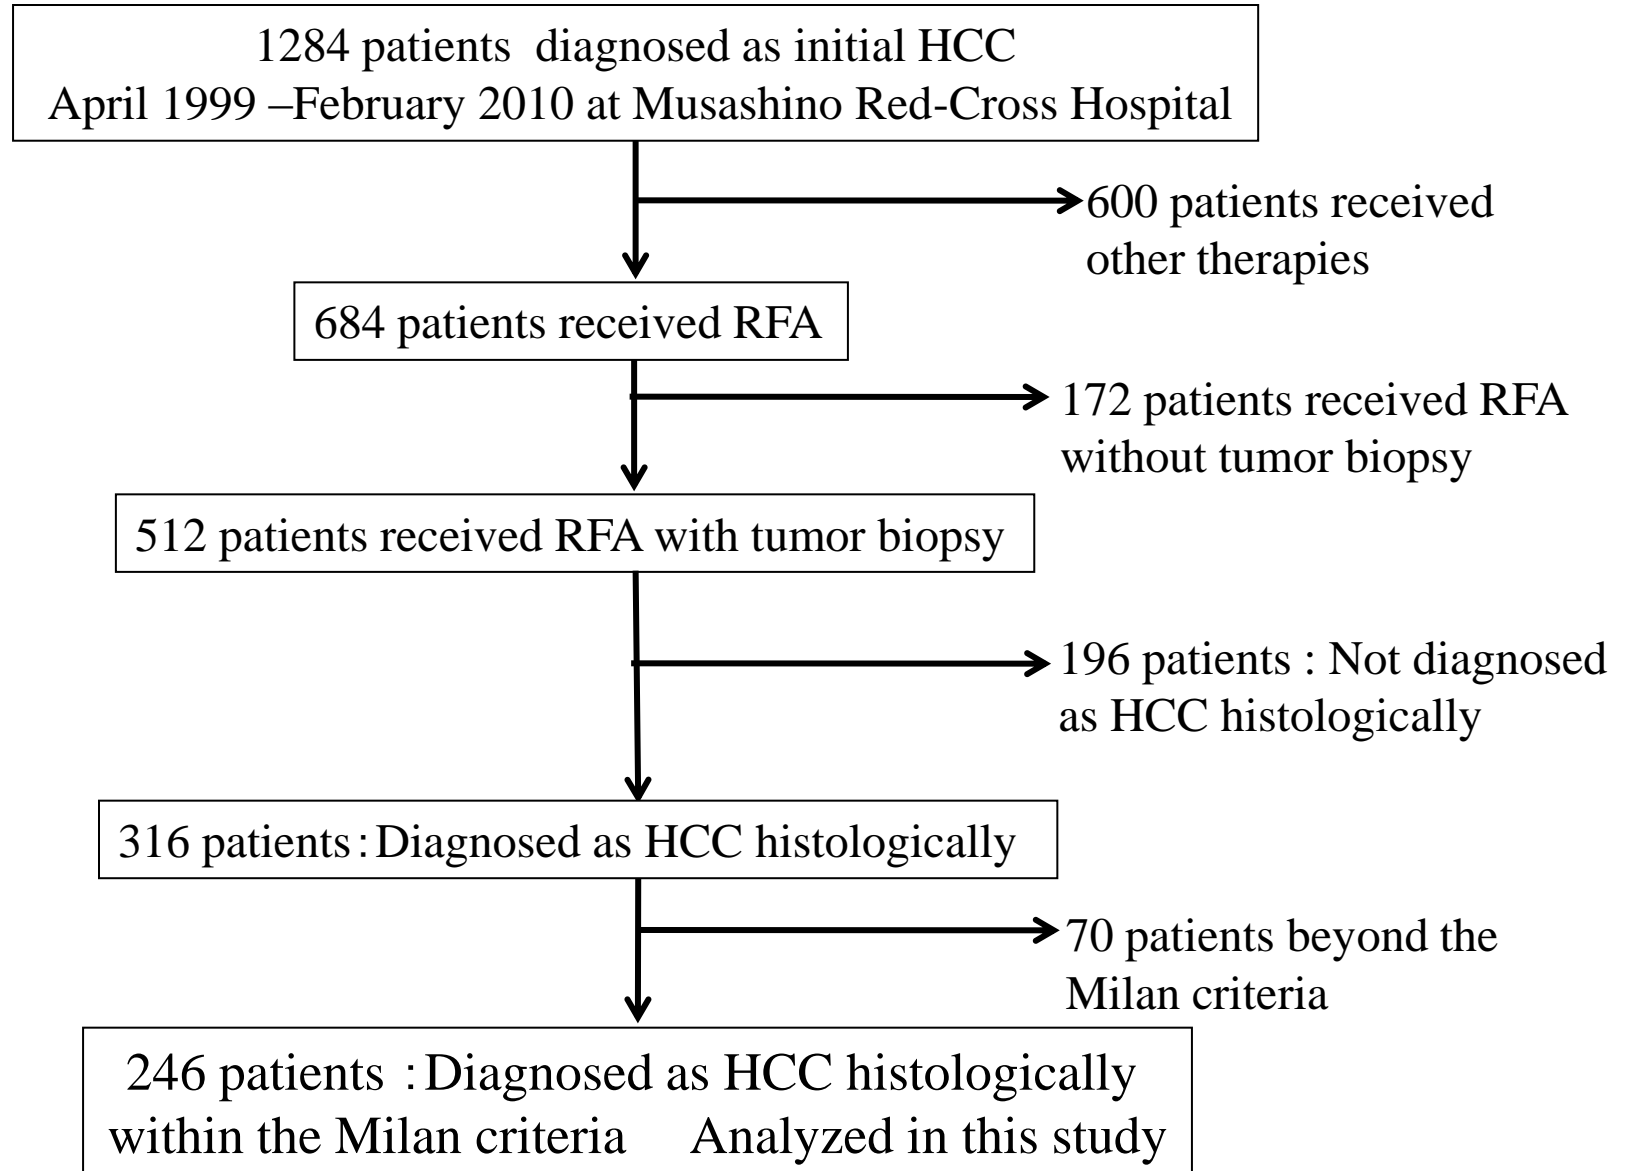 1284 patients diagnosed as initial HCC
April 1999 –February 2010 at Musashino Red-Cross Hospital
600 patients received
other therapies
684 patients received RFA
172 patients received RFA
without tumor biopsy
512 patients received RFA with tumor biopsy
196 patients : Not diagnosed
as HCC histologically
316 patients：Diagnosed as HCC histologically
70 patients beyond the
Milan criteria
246 patients ：Diagnosed as HCC histologically
within the Milan criteria Analyzed in this study